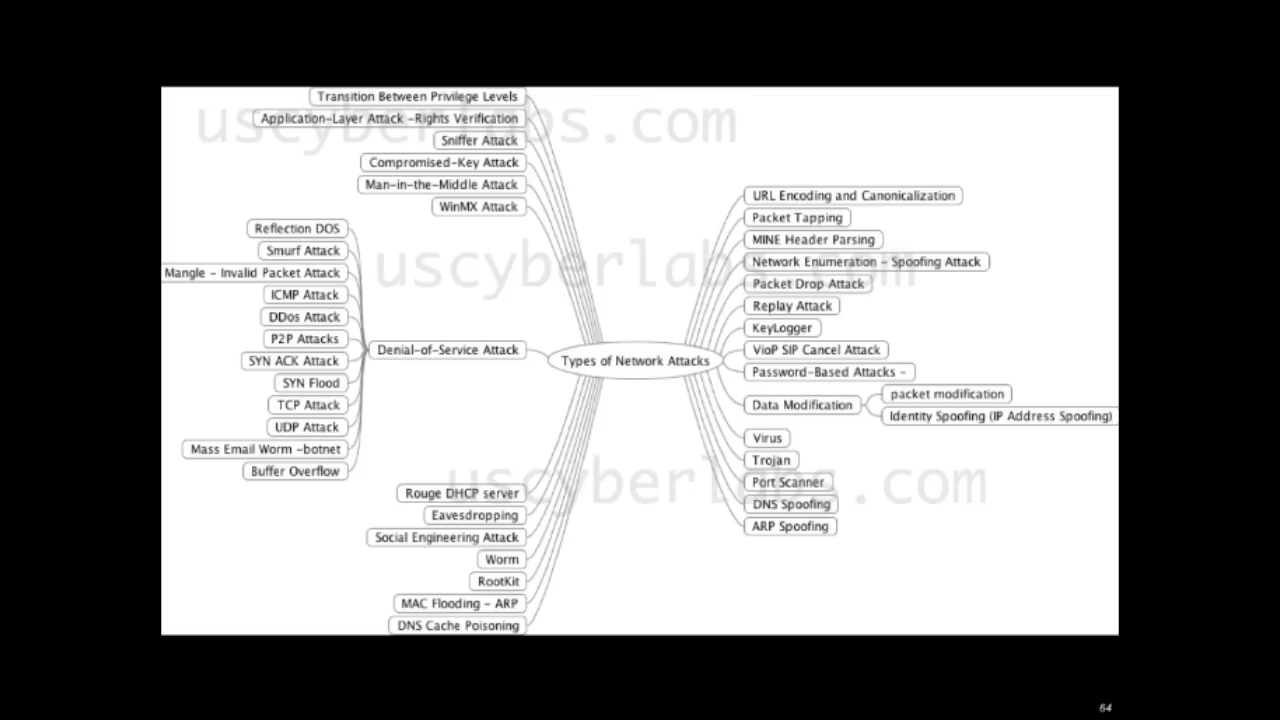 Transition Between Privilege Levels
uscyberlabs.com
Application-Layer Attack -Rights Verification
Sniffer Attack
Compromised-Key Attack
Man-in-the-Middle Attack
WinMX Attack
Reflection DOS
Smurf Attack
Mangle - Invalid Packet Attack
ICMP Attack
DDos Attack
P2P Attacks
SYN ACK Attack
SYN Flood
TCP Attack
UDP Attack
Mass Email Worm -botnet
Buffer Overflow
Denial-of-Service Attack
Rouge DHCP server
Eavesdropping
Social Engineering Attack
Worm
RootKit
MAC Flooding - ARP
DNS Cache Poisoning
Types of Network Attacks
URL Encoding and Canonicalization
Packet Tapping
MINE Header Parsing
uscyberlabs.com
Network Enumeration - Spoofing Attack
Packet Drop Attack
Replay Attack
KeyLogger
VioP SIP Cancel Attack
Password-Based Attacks -
Data Modification
packet modification
Identity Spoofing (IP Address Spoofing)
Virus
Trojan
Port Scanner
uscyberlabs.com
DNS Spoofing
ARP Spoofing
64